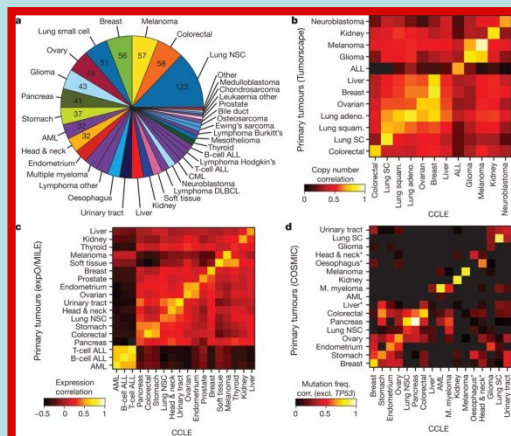 a
Breast
Melanoma
Lung small cell
Colorectal
Ovary
Lung NSC
Glioma
Pancreas
Stomach
AML
Head & neck
Endometrium
Multiple myeloma
Lymphoma other
Oesophagus
Urinary tract
Liver
Kidney
Soft tissue
Lymphoma DLBCL
Neuroblastoma
CML
T-cell ALL
Lymphoma Hodgkin's
B-cell ALL
Thyroid
Mesothelioma
Lymphoma Burkitt's
Ewing's sarcoma
Osteosarcoma
Bile duct
Prostate
Leukaemia other
Chondrosarcoma
Medulloblastoma
Other
51
56
57
58
123
43
41
37
32
b
Primary tumours (Tumorscape)
Neuroblastoma
Kidney
Melanoma
Glioma
ALL
Liver
Breast
Ovarian
Lung adeno.
Lung squam.
Lung SC
Colorectal
Colorectal
Lung SC
Lung squam.
Lung adeno.
Ovarian
Breast
Liver
ALL
Glioma
Melanoma
Kidney
Neuroblastoma
Copy number
correlation
0
0.5
1
CCLE
c
Primary tumours (expO/MILE)
Liver
Kidney
Thyroid
Melanoma
Soft tissue
Breast
Prostate
Endometrium
Ovarian
Urinary tract
Head & neck
Lung NSC
Stomach
Colorectal
Pancreas
T-cell ALL
B-cell ALL
AML
AML
B-cell ALL
T-cell ALL
Pancreas
Colorectal
Stomach
Lung NSC
Head & neck
Urinary tract
Ovarian
Endometrium
Prostate
Breast
Soft tissue
Melanoma
Thyroid
Kidney
Liver
Expression
correlation
−0.5
0
0.5
1
CCLE
d
Primary tumours (COSMIC)
Urinary tract
Lung SC
Glioma
Head & neck*
Oesophagus*
Melanoma
Kidney
M. myeloma
AML
Liver*
Colorectal
Pancreas
Lung NSC
Ovary
Endometrium
Stomach
Breast
Breast
Stomach
Endometrium
Ovary
Lung NSC
Pancreas
Colorectal
Liver*
AML
M. myeloma
Kidney
Melanoma
Oesophagus*
Head & neck*
Glioma
Lung SC
Urinary tract
Mutation freq.
corr. (excl. TP53)
0
0.5
1
CCLE